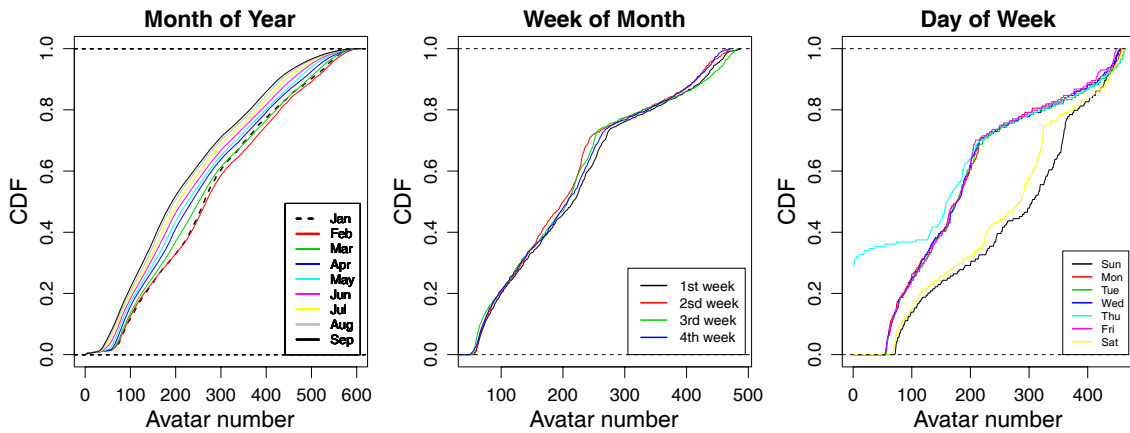 Month of Year
CDF
1.0
0.8
0.6
0.4
0.2
0.0
Jan
Feb
Mar
Apr
May
Jun
Jul
Aug
Sep
0 100 200 300 400 500 600
Avatar number
Week of Month
CDF
1.0
0.8
0.6
0.4
0.2
0.0
1st week
2sd week
3rd week
4th week
100 200 300 400 500
Avatar number
Day of Week
CDF
1.0
0.8
0.6
0.4
0.2
0.0
Sun
Mon
Tue
Wed
Thu
Fri
Sat
0 100 200 300 400
Avatar number